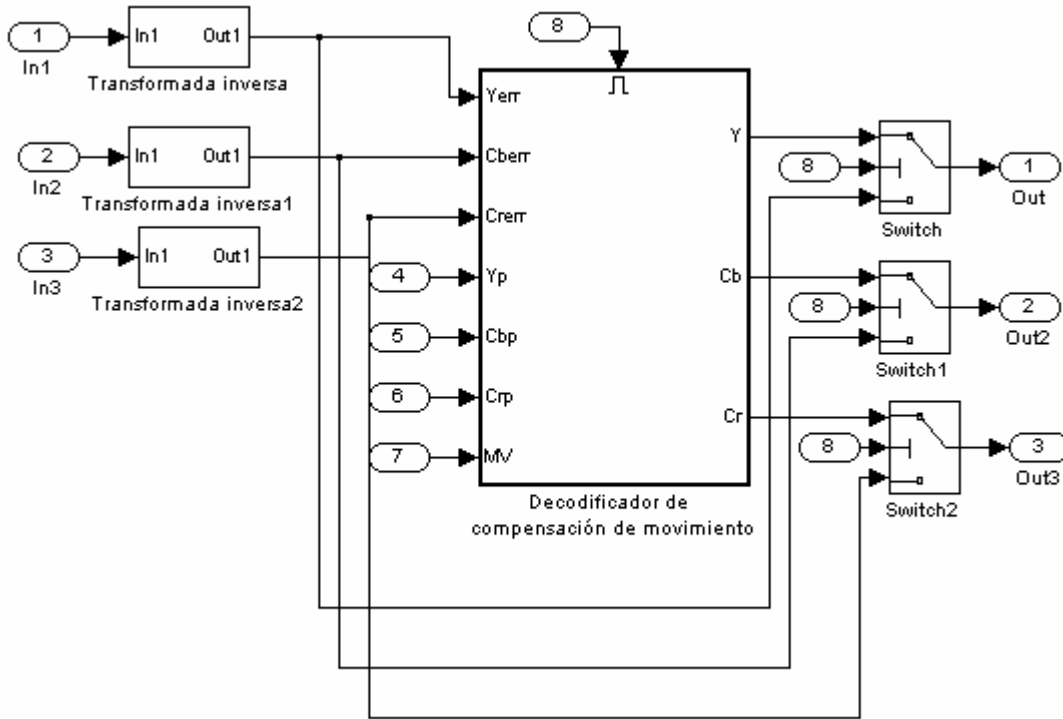 1
In1
In1 Out1
Transformada inversa
2
In2
In1 Out1
Transformada inversa1
3
In3
In1 Out1
Transformada inversa2
8
Yerr
Cberr
Crerr
4
Yp
5
Cbp
6
Crp
7
MV
Y
Cb
Cr
Decodificador de
compensación de movimiento
8
Switch
1
Out
8
Switch1
2
Out2
8
Switch2
3
Out3